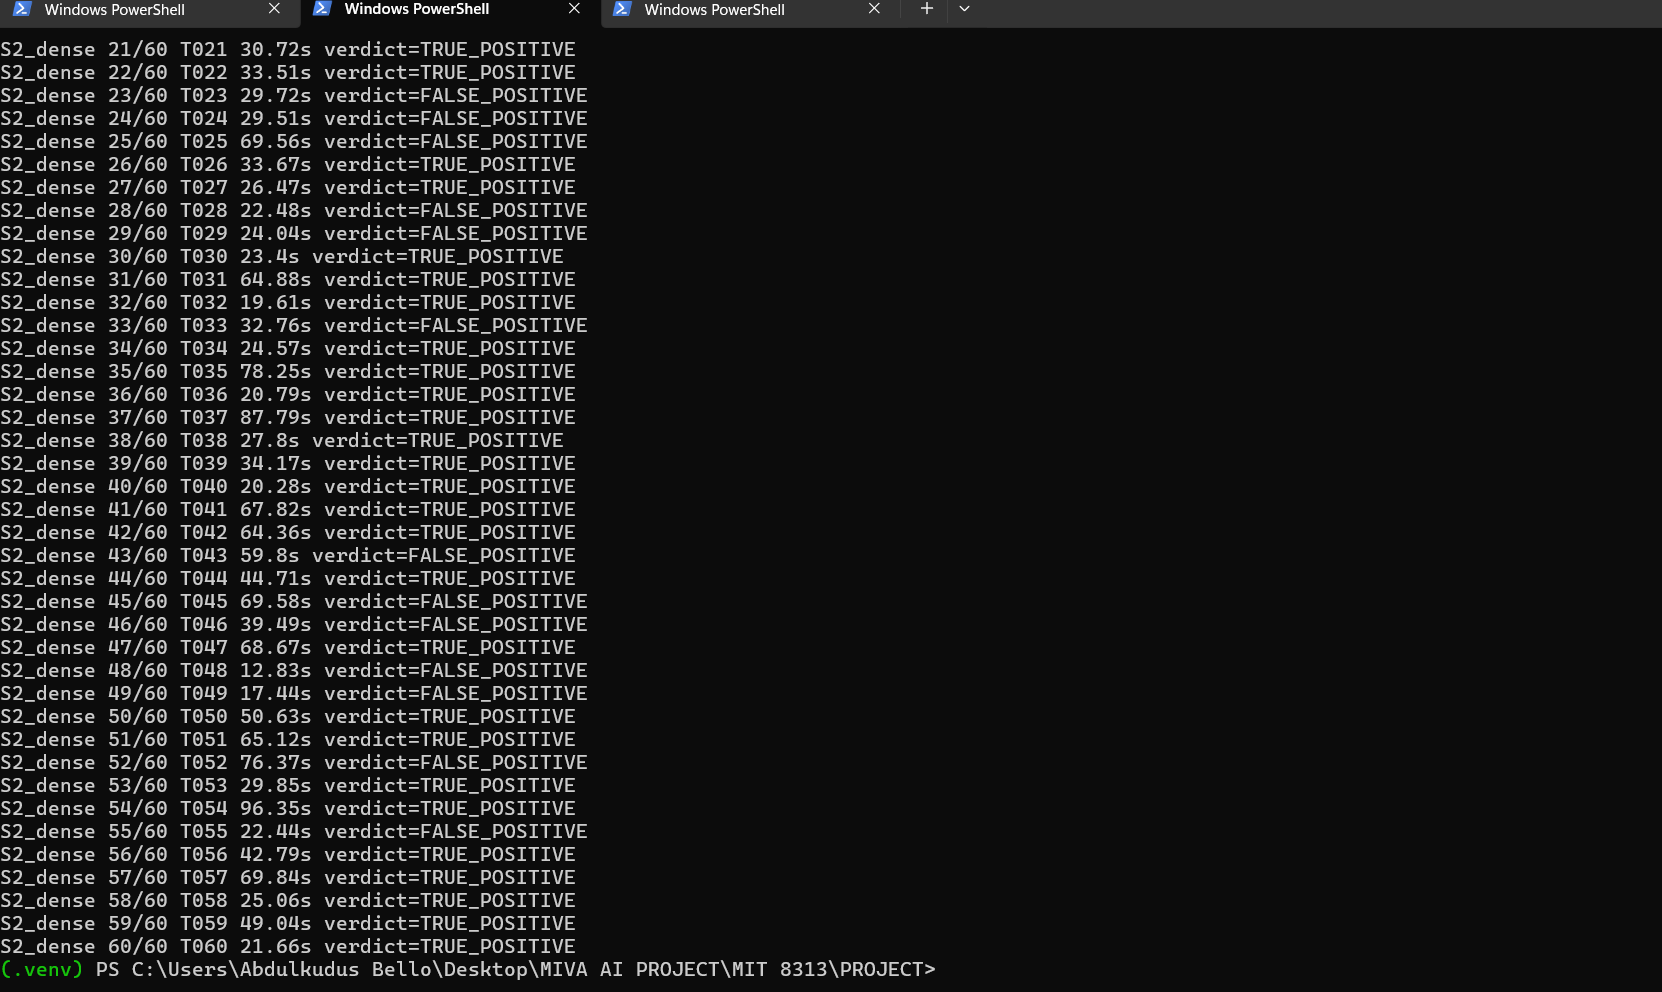 Windows PowerShell
Windows PowerShell
Windows PowerShell
S2_dense 21/60 T021 30.72s verdict=TRUE_POSITIVE
S2_dense 22/60 T022 33.51s verdict=TRUE_POSITIVE
S2_dense 23/60 T023 29.72s verdict=FALSE_POSITIVE
S2_dense 24/60 T024 29.51s verdict=FALSE_POSITIVE
S2_dense 25/60 T025 69.56s verdict=FALSE_POSITIVE
S2_dense 26/60 T026 33.67s verdict=TRUE_POSITIVE
S2_dense 27/60 T027 26.47s verdict=TRUE_POSITIVE
S2_dense 28/60 T028 22.48s verdict=FALSE_POSITIVE
S2_dense 29/60 T029 24.04s verdict=FALSE_POSITIVE
S2_dense 30/60 T030 23.4s verdict=TRUE_POSITIVE
S2_dense 31/60 T031 64.88s verdict=TRUE_POSITIVE
S2_dense 32/60 T032 19.61s verdict=TRUE_POSITIVE
S2_dense 33/60 T033 32.76s verdict=FALSE_POSITIVE
S2_dense 34/60 T034 24.57s verdict=TRUE_POSITIVE
S2_dense 35/60 T035 78.25s verdict=TRUE_POSITIVE
S2_dense 36/60 T036 20.79s verdict=TRUE_POSITIVE
S2_dense 37/60 T037 87.79s verdict=TRUE_POSITIVE
S2_dense 38/60 T038 27.8s verdict=TRUE_POSITIVE
S2_dense 39/60 T039 34.17s verdict=TRUE_POSITIVE
S2_dense 40/60 T040 20.28s verdict=TRUE_POSITIVE
S2_dense 41/60 T041 67.82s verdict=TRUE_POSITIVE
S2_dense 42/60 T042 64.36s verdict=TRUE_POSITIVE
S2_dense 43/60 T043 59.8s verdict=FALSE_POSITIVE
S2_dense 44/60 T044 44.71s verdict=TRUE_POSITIVE
S2_dense 45/60 T045 69.58s verdict=FALSE_POSITIVE
S2_dense 46/60 T046 39.49s verdict=FALSE_POSITIVE
S2_dense 47/60 T047 68.67s verdict=TRUE_POSITIVE
S2_dense 48/60 T048 12.83s verdict=FALSE_POSITIVE
S2_dense 49/60 T049 17.44s verdict=FALSE_POSITIVE
S2_dense 50/60 T050 50.63s verdict=TRUE_POSITIVE
S2_dense 51/60 T051 65.12s verdict=TRUE_POSITIVE
S2_dense 52/60 T052 76.37s verdict=FALSE_POSITIVE
S2_dense 53/60 T053 29.85s verdict=TRUE_POSITIVE
S2_dense 54/60 T054 96.35s verdict=TRUE_POSITIVE
S2_dense 55/60 T055 22.44s verdict=FALSE_POSITIVE
S2_dense 56/60 T056 42.79s verdict=TRUE_POSITIVE
S2_dense 57/60 T057 69.84s verdict=TRUE_POSITIVE
S2_dense 58/60 T058 25.06s verdict=TRUE_POSITIVE
S2_dense 59/60 T059 49.04s verdict=TRUE_POSITIVE
S2_dense 60/60 T060 21.66s verdict=TRUE_POSITIVE
(.venv) PS C:\Users\Abdulkudus Bello\Desktop\MIVA AI PROJECT\MIT 8313\PROJECT>